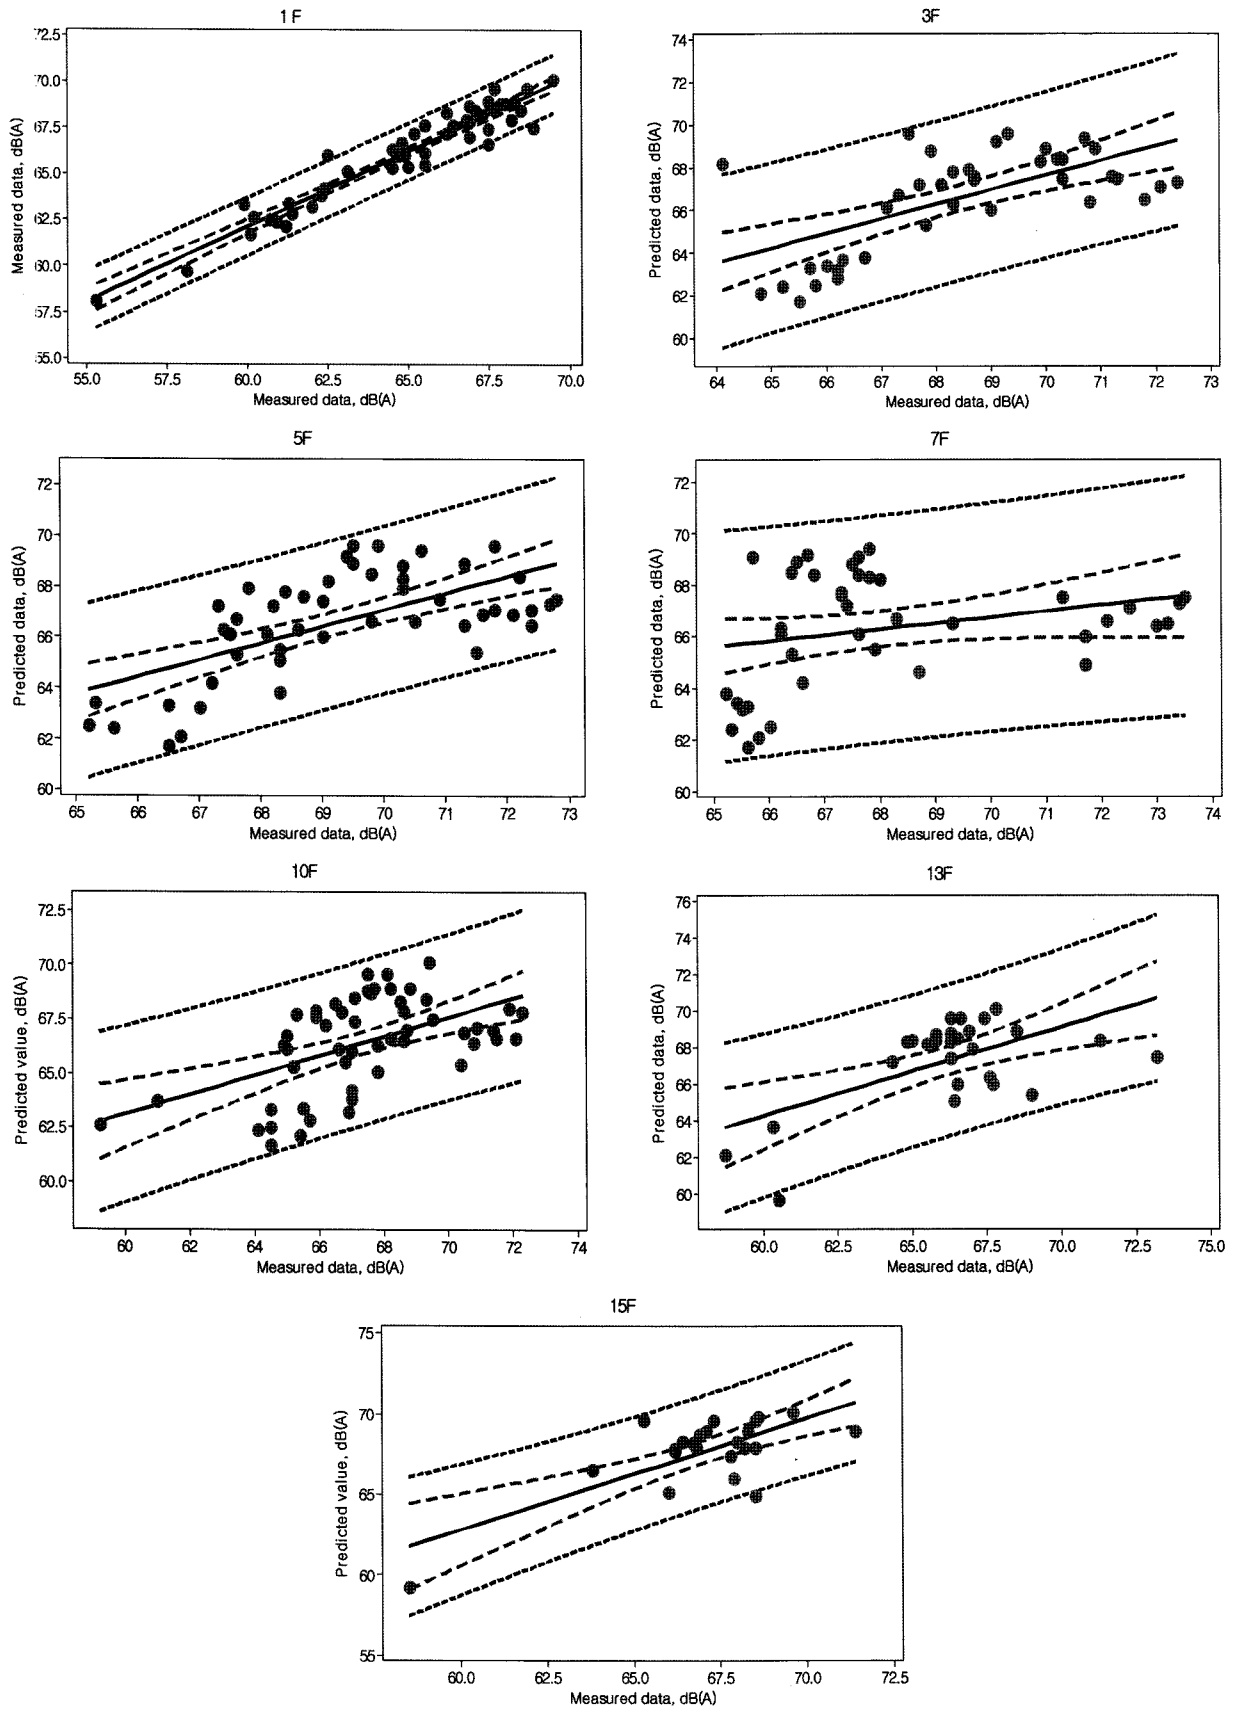 1F
3F
Measured data, dB(A)
72.5
70.0
67.5
65.0
62.5
60.0
57.5
55.0
55.0 57.5 60.0 62.5 65.0 67.5 70.0
Measured data, dB(A)
Predicted data, dB(A)
74
72
70
68
66
64
62
60
64 65 66 67 68 69 70 71 72 73
Measured data, dB(A)
5F
7F
Predicted data, dB(A)
72
70
68
66
64
62
60
65 66 67 68 69 70 71 72 73
Measured data, dB(A)
Predicted data, dB(A)
72
70
68
66
64
62
60
65 66 67 68 69 70 71 72 73 74
Measured data, dB(A)
10F
13F
Predicted value, dB(A)
72.5
70.0
67.5
65.0
62.5
60.0
60 62 64 66 68 70 72 74
Measured data, dB(A)
Predicted data, dB(A)
76
74
72
70
68
66
64
62
60
60.0 62.5 65.0 67.5 70.0 72.5 75.0
Measured data, dB(A)
15F
Predicted value, dB(A)
75
70
65
60
55
60.0 62.5 65.0 67.5 70.0 72.5
Measured data, dB(A)